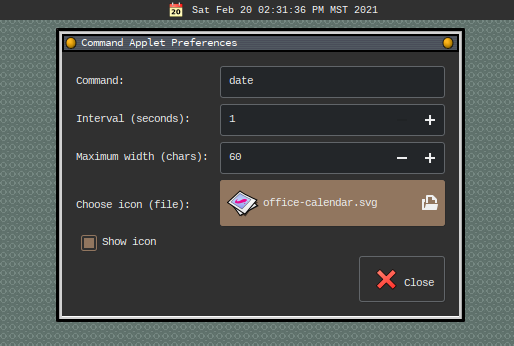 20 Sat Feb 20 02:31:36 PM MST 2021
Command Applet Preferences
Command: date
Interval (seconds): 1
Maximum width (chars): 60
Choose icon (file): office-calendar.svg
Show icon
Close